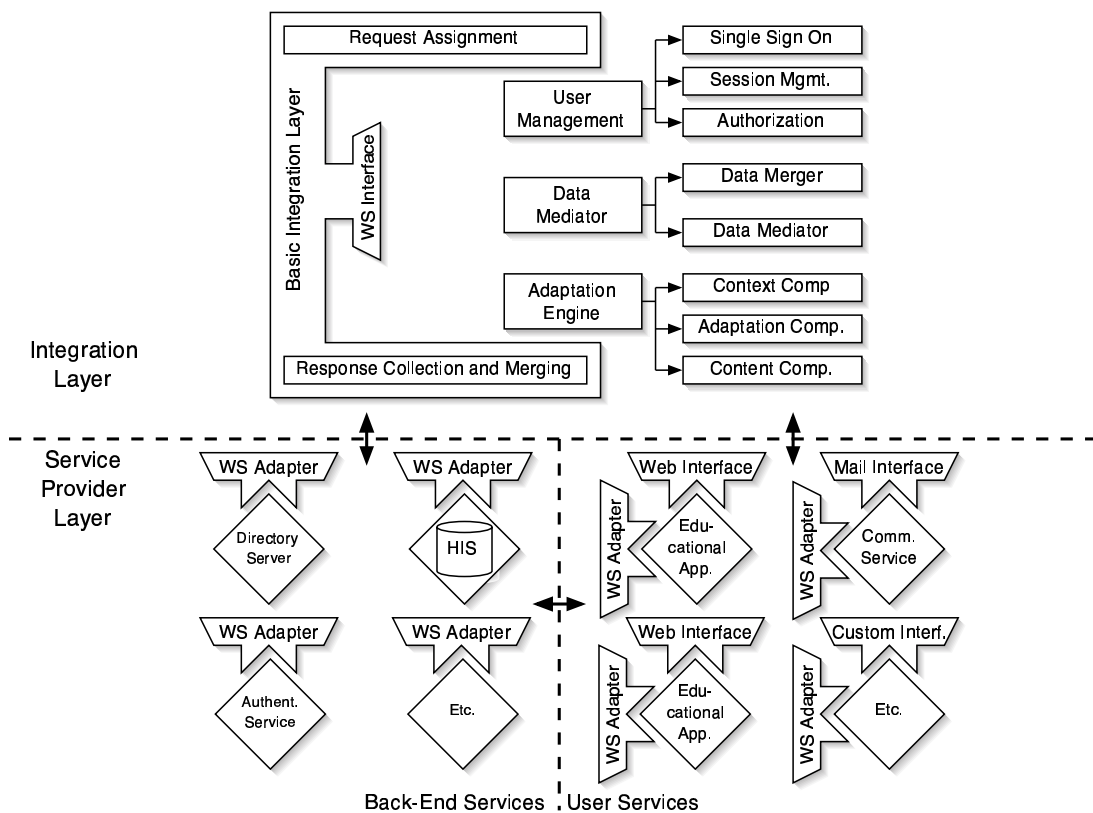 Request Assignment
Basic Integration Layer
WS Interface
Response Collection and Merging
User
Management
Single Sign On
Session Mgmt.
Authorization
Data
Mediator
Data Merger
Data Mediator
Adaptation
Engine
Context Comp
Adaptation Comp.
Content Comp.
Integration
Layer
Service
Provider
Layer
WS Adapter
Directory
Server
WS Adapter
HIS
Web Interface
WS Adapter
Edu-
cational
App.
Mail Interface
WS Adapter
Comm.
Service
WS Adapter
Authent.
Service
WS Adapter
Etc.
Web Interface
WS Adapter
Edu-
cational
App.
Custom Interf.
WS Adapter
Etc.
Back-End Services
User Services